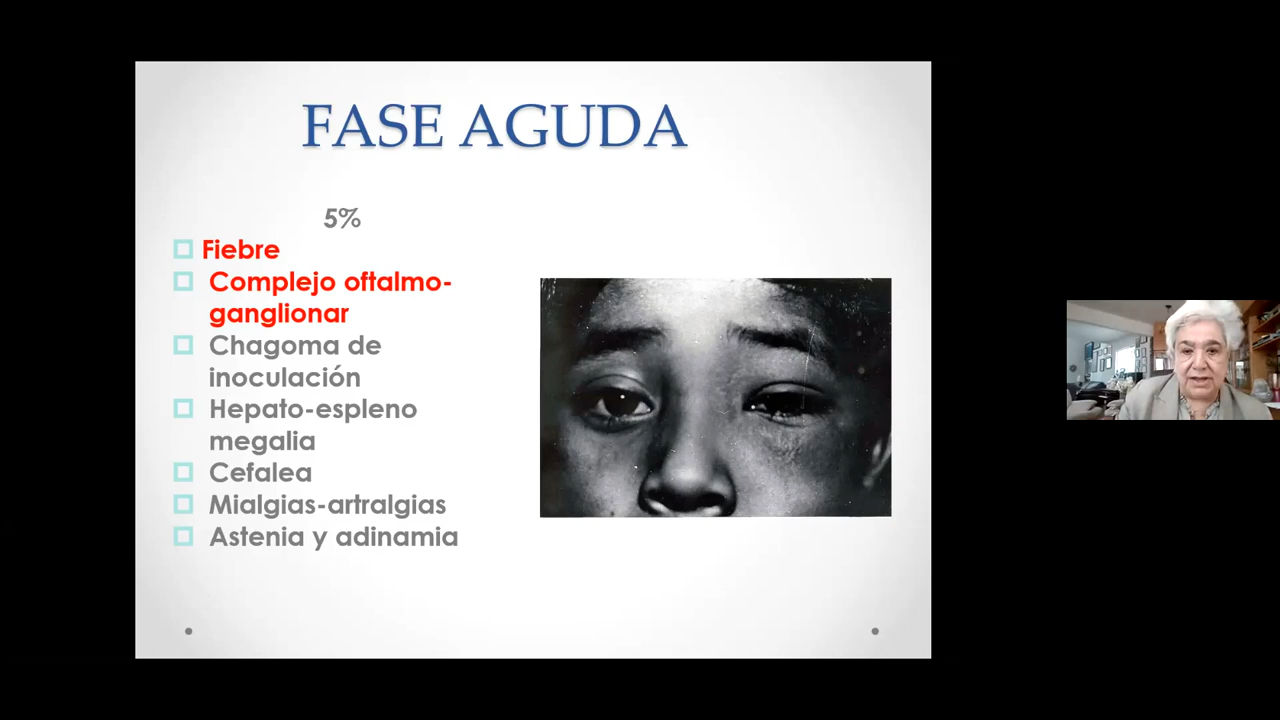 FASE AGUDA
5%
Fiebre
Complejo oftalmo-
ganglionar
Chagoma de
inoculación
Hepato-espleno
megalia
Cefalea
Mialgias-artralgias
Astenia y adinamia